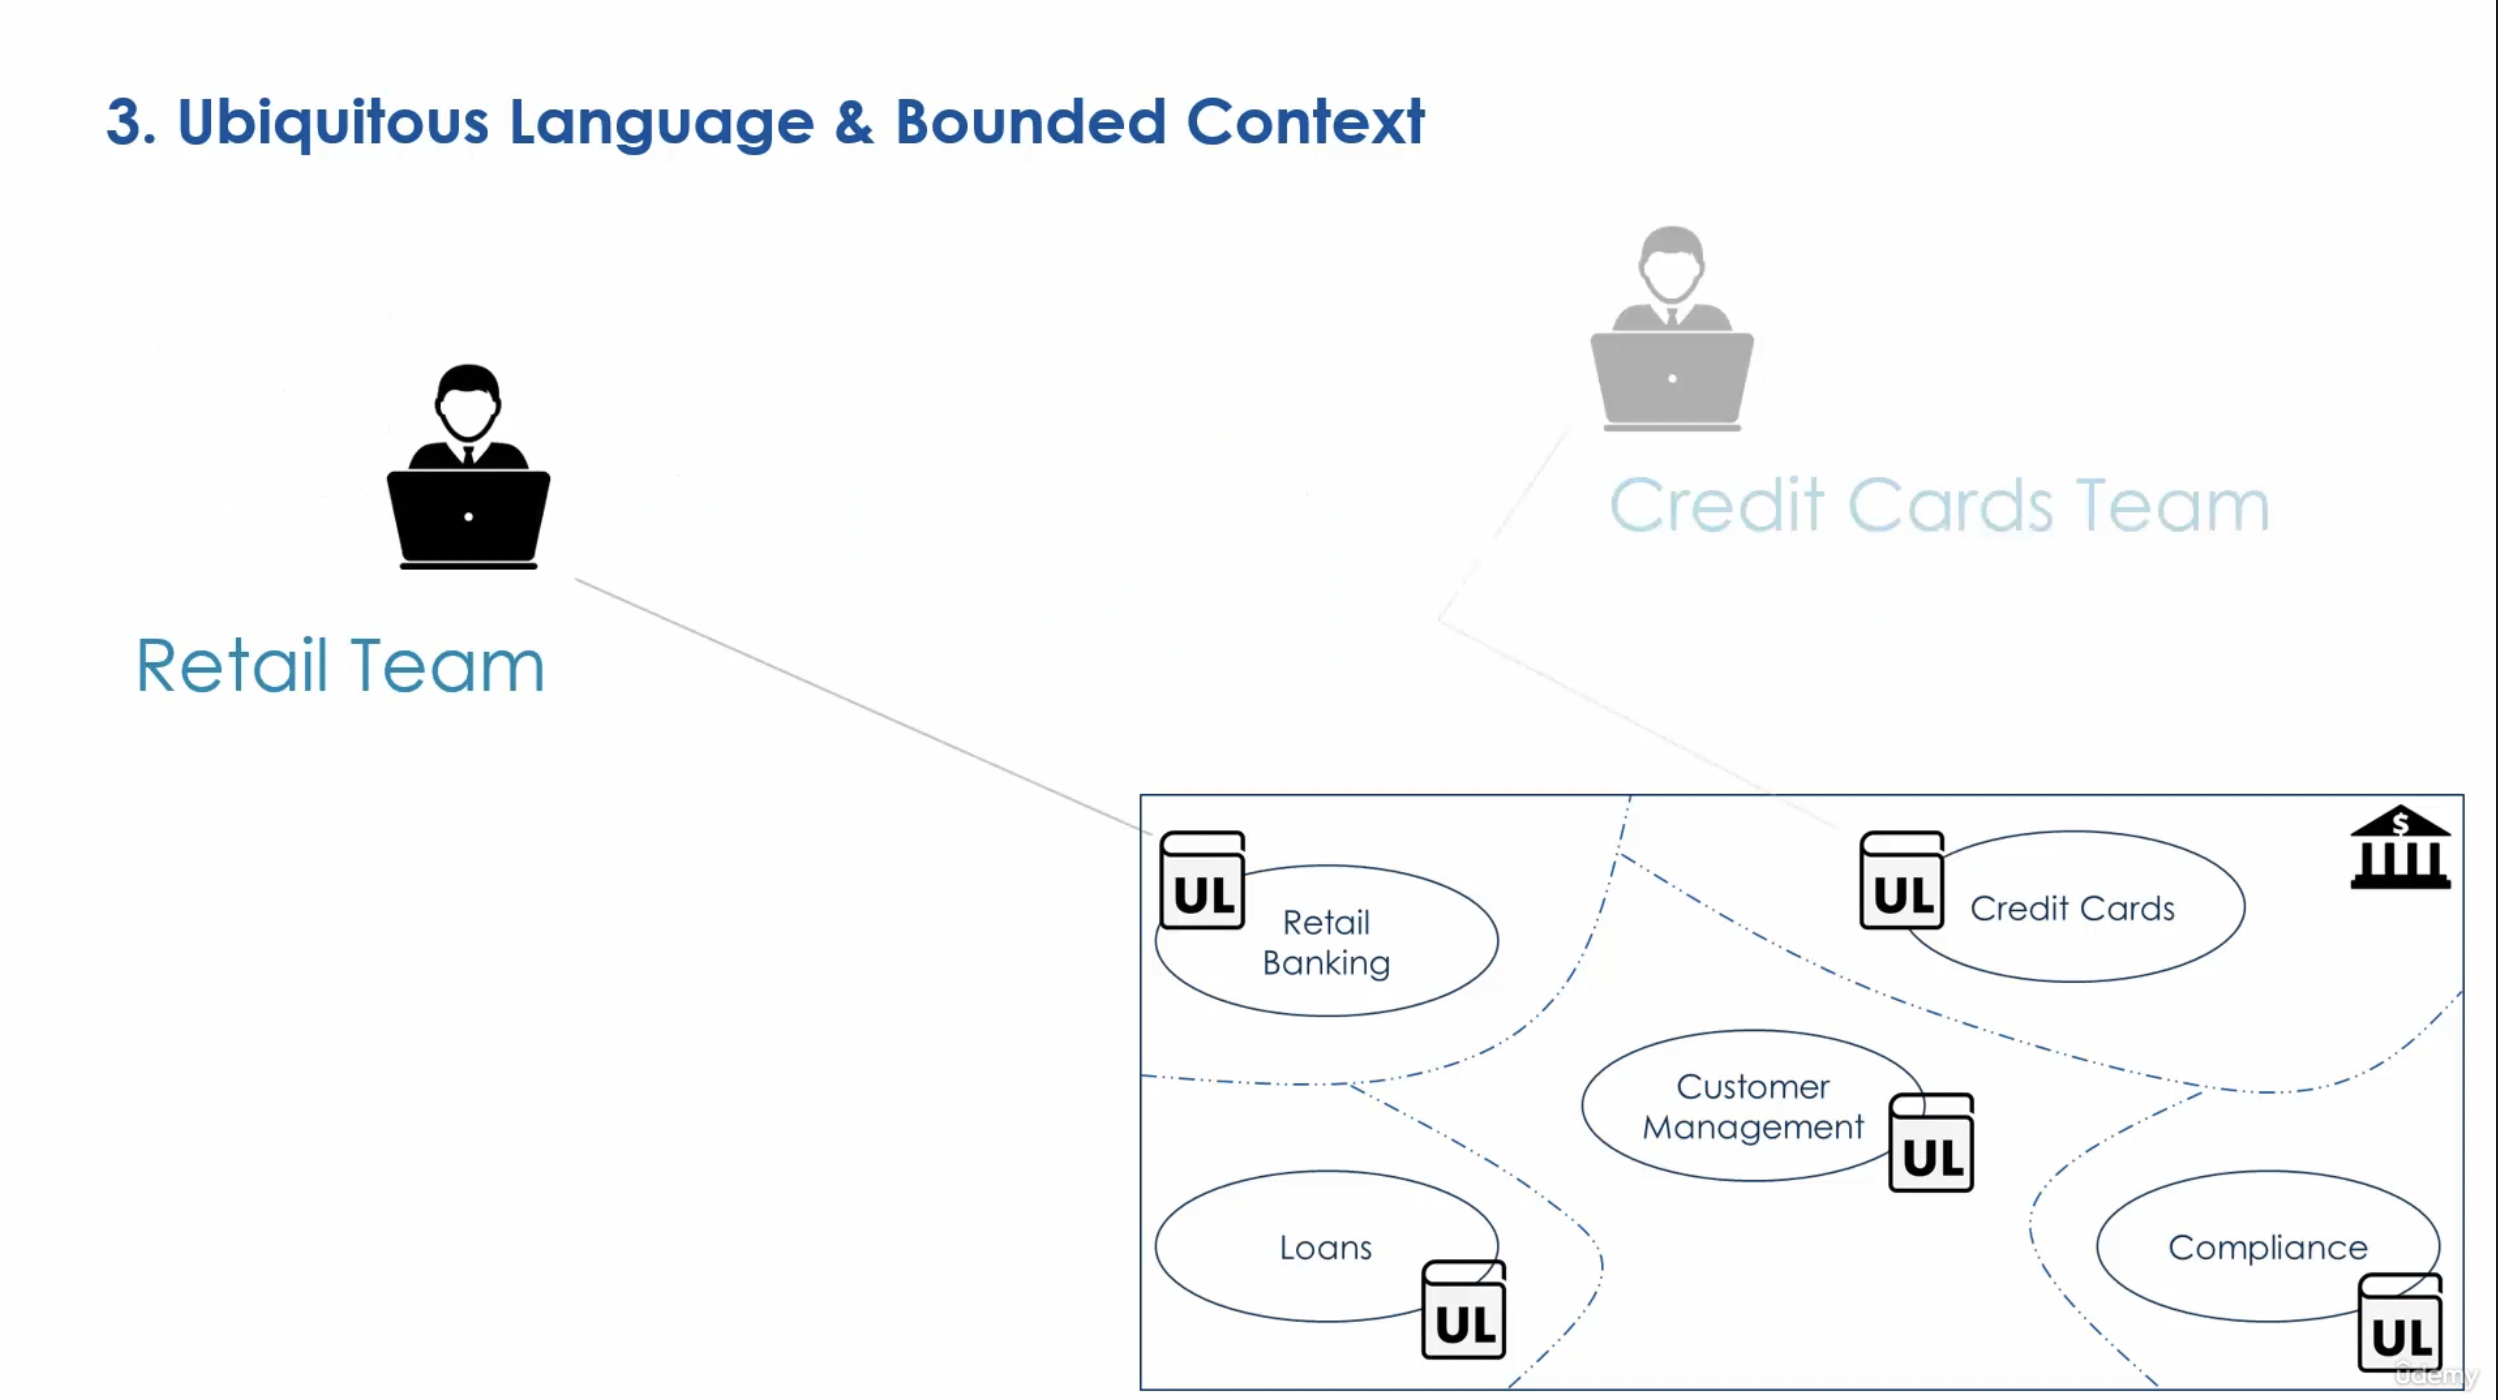 3. Ubiquitous Language & Bounded Context
Credit Cards Team
Retail Team
$
UL
Retail
Banking
UL
Credit Cards
Customer
Management
UL
Loans
UL
Compliance
UL
ûdemy